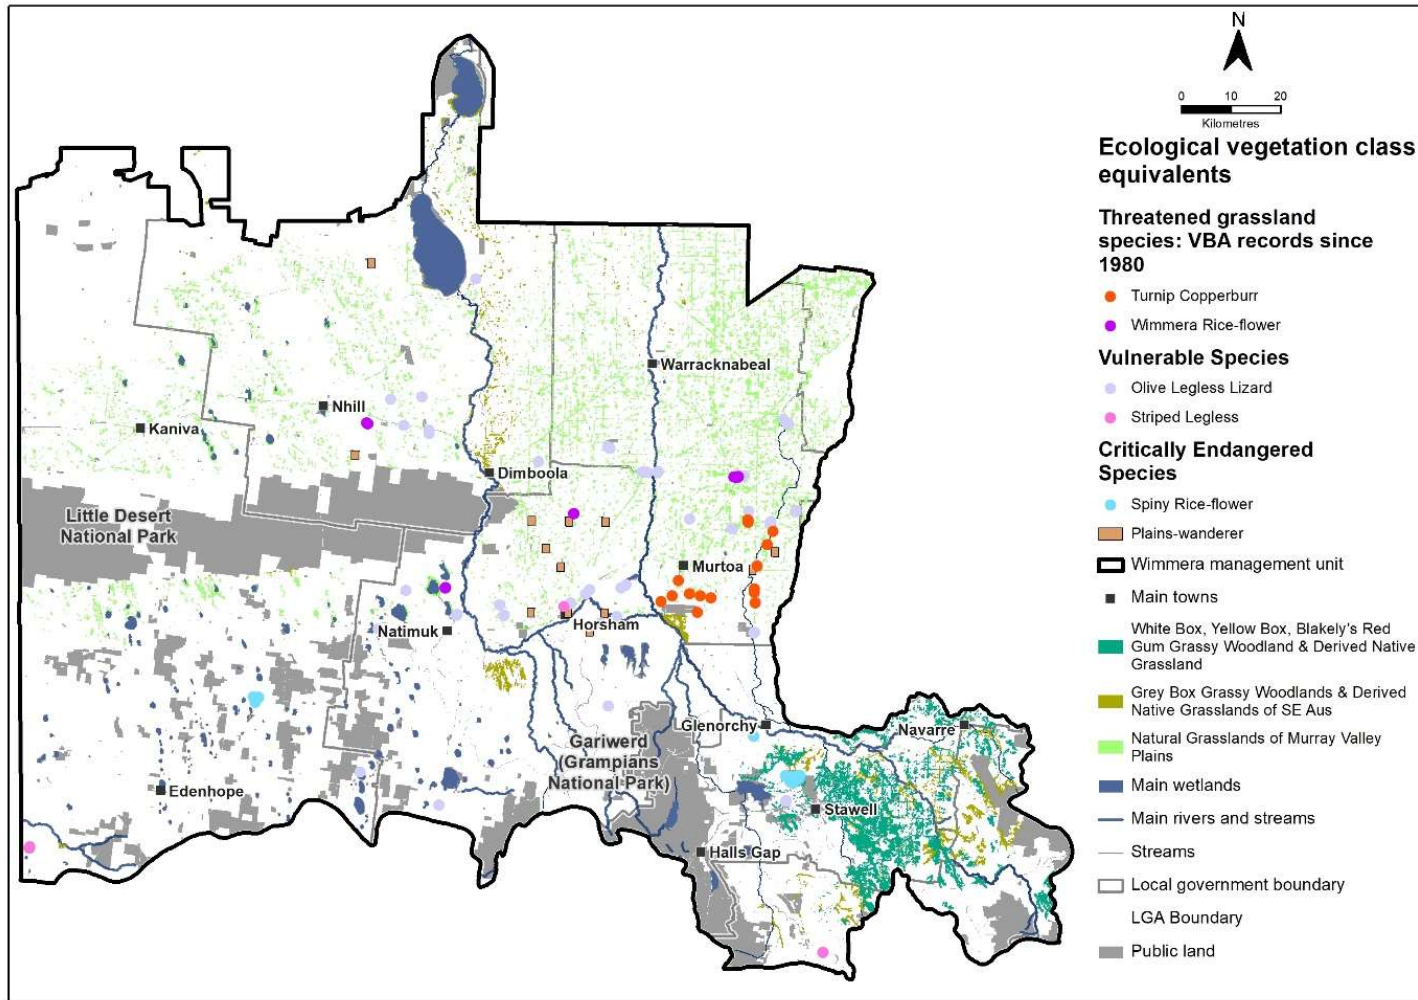 N
0 10 20
Kilometres
Ecological vegetation class
equivalents
Threatened grassland
species: VBA records since
1980
Turnip Copperburr
Wimmera Rice-flower
Vulnerable Species
Olive Legless Lizard
Striped Legless
Critically Endangered
Species
Spiny Rice-flower
Plains-wanderer
Wimmera management unit
Main towns
White Box, Yellow Box, Blakely's Red
Gum Grassy Woodland & Derived Native
Grassland
Grey Box Grassy Woodlands & Derived
Native Grasslands of SE Aus
Natural Grasslands of Murray Valley
Plains
Main wetlands
Main rivers and streams
Streams
Local government boundary
LGA Boundary
Public land
Warracknabeal
Nhill
Kaniva
Dimboola
Little Desert
National Park
Murtoa
Horsham
Natimuk
Glenorchy
Navarre
Gariwerd
(Grampians
National Park)
Edenhope
Stawell
Halls Gap